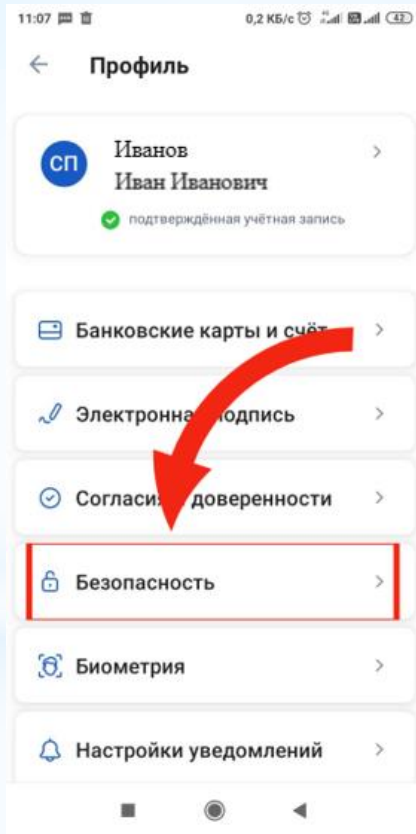 11:07 0,2 КБ/с 42
Профиль
СП
Иванов
Иван Иванович
подтверждённая учётная запись
Банковские карты и счёт
Электронная подпись
Согласия доверенности
Безопасность
Биометрия
Настройки уведомлений